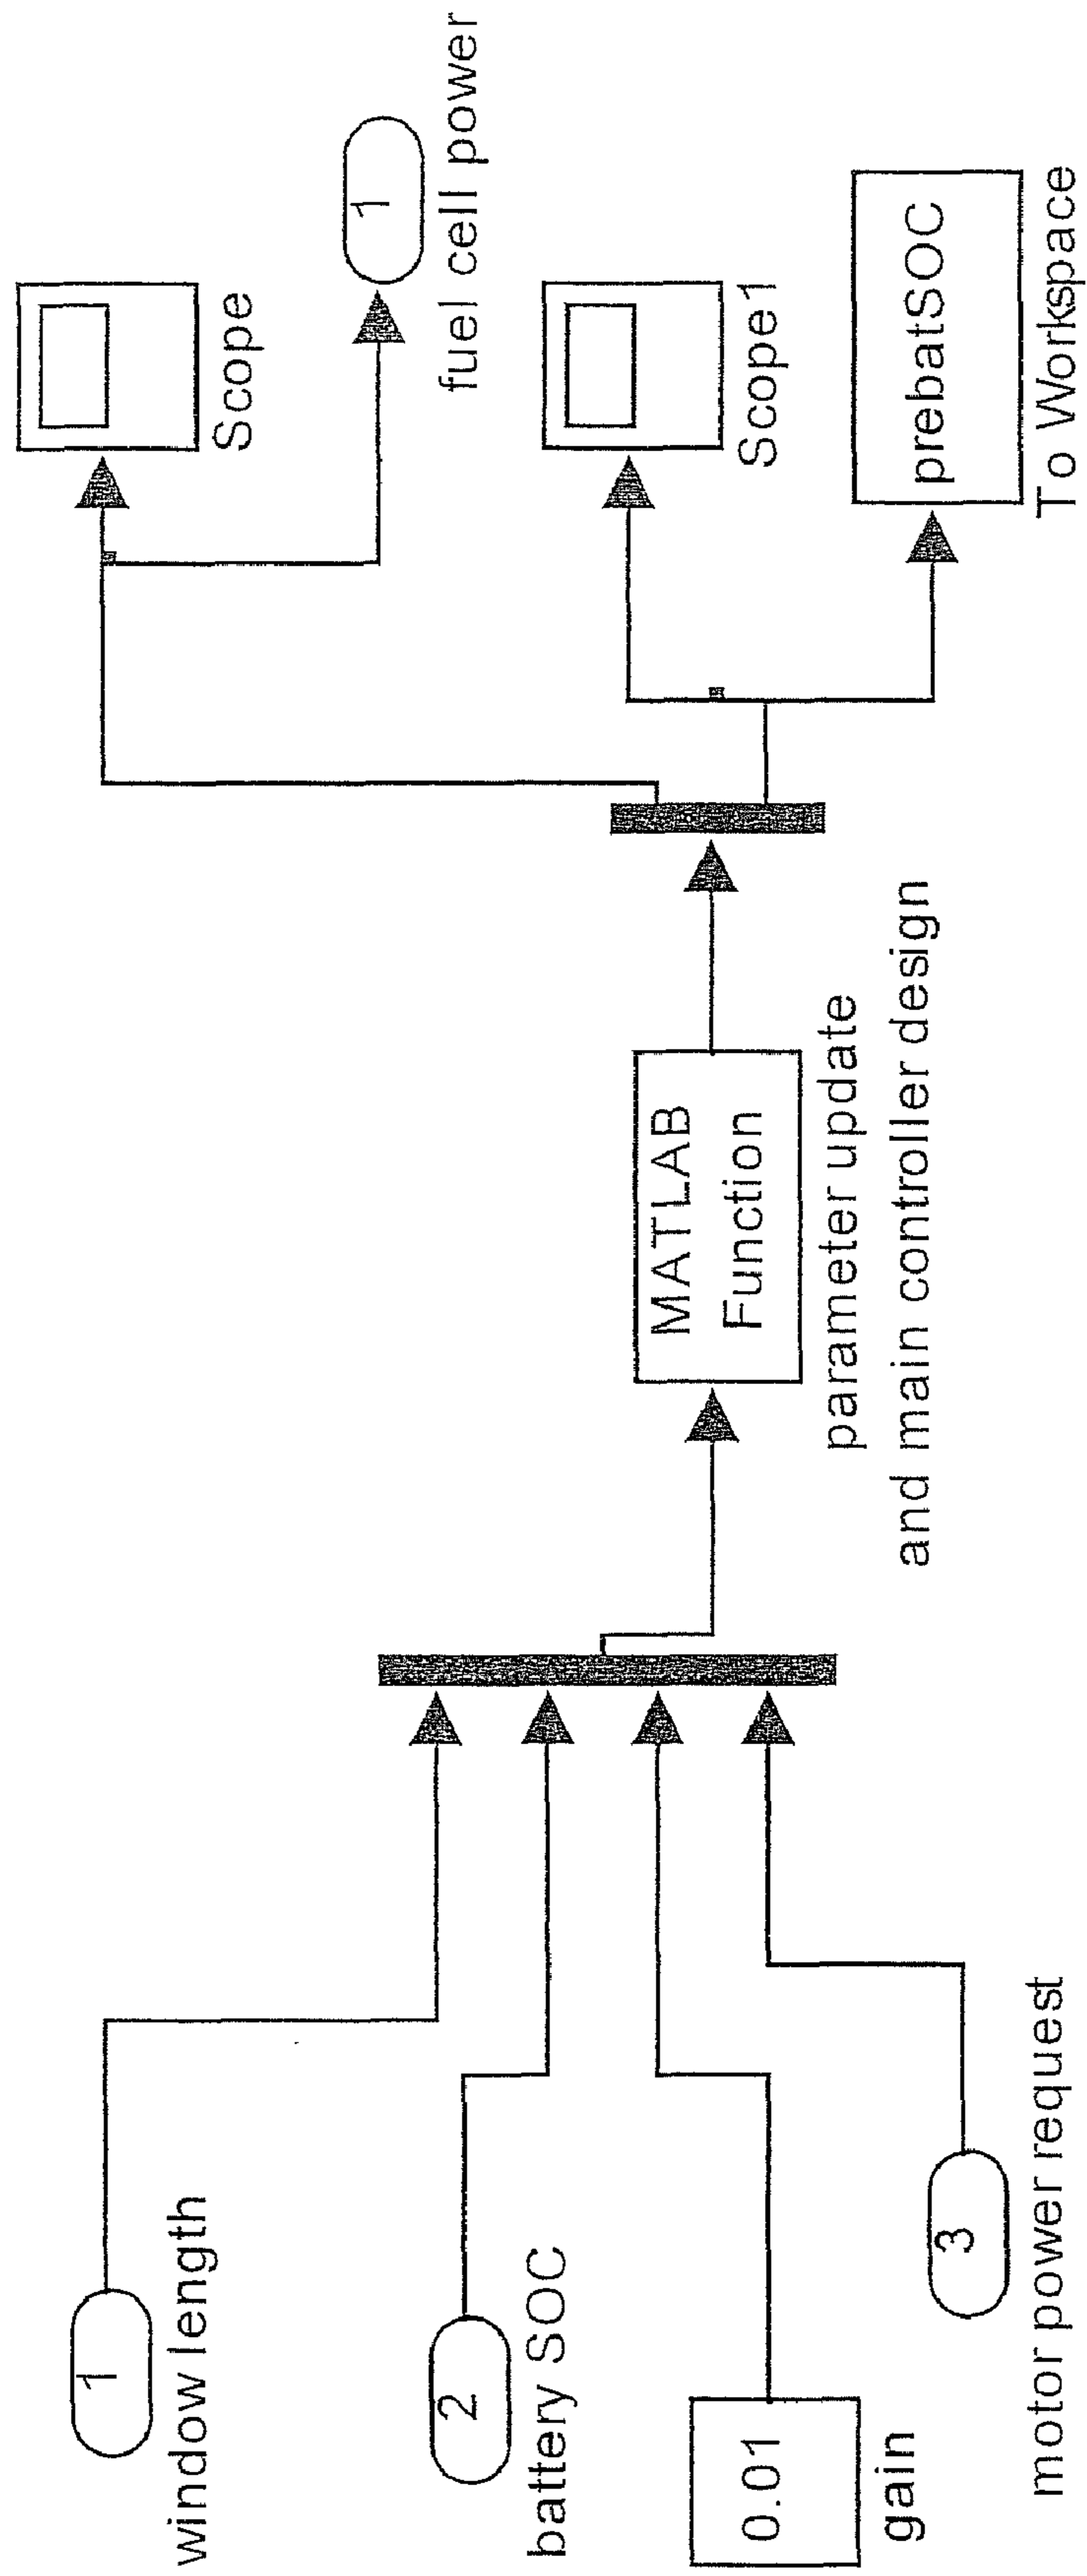 1
window length
2
battery SOC
0.01
gain
3
motor power request
MATLAB
Function
parameter update
and main controller design
Scope
1
fuel cell power
Scope1
prebatSOC
To Workspace